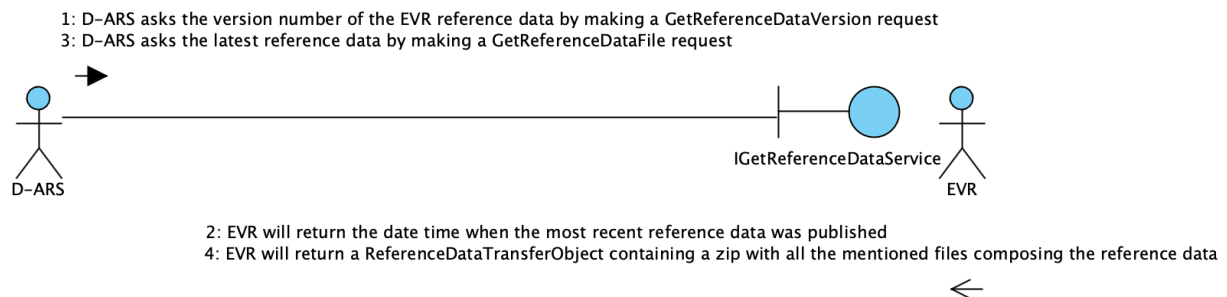 1: D-ARS asks the version number of the EVR reference data by making a GetReferenceDataVersion request
3: D-ARS asks the latest reference data by making a GetReferenceDataFile request
IGetReferenceDataService
D-ARS
EVR
2: EVR will return the date time when the most recent reference data was published
4: EVR will return a ReferenceDataTransferObject containing a zip with all the mentioned files composing the reference data